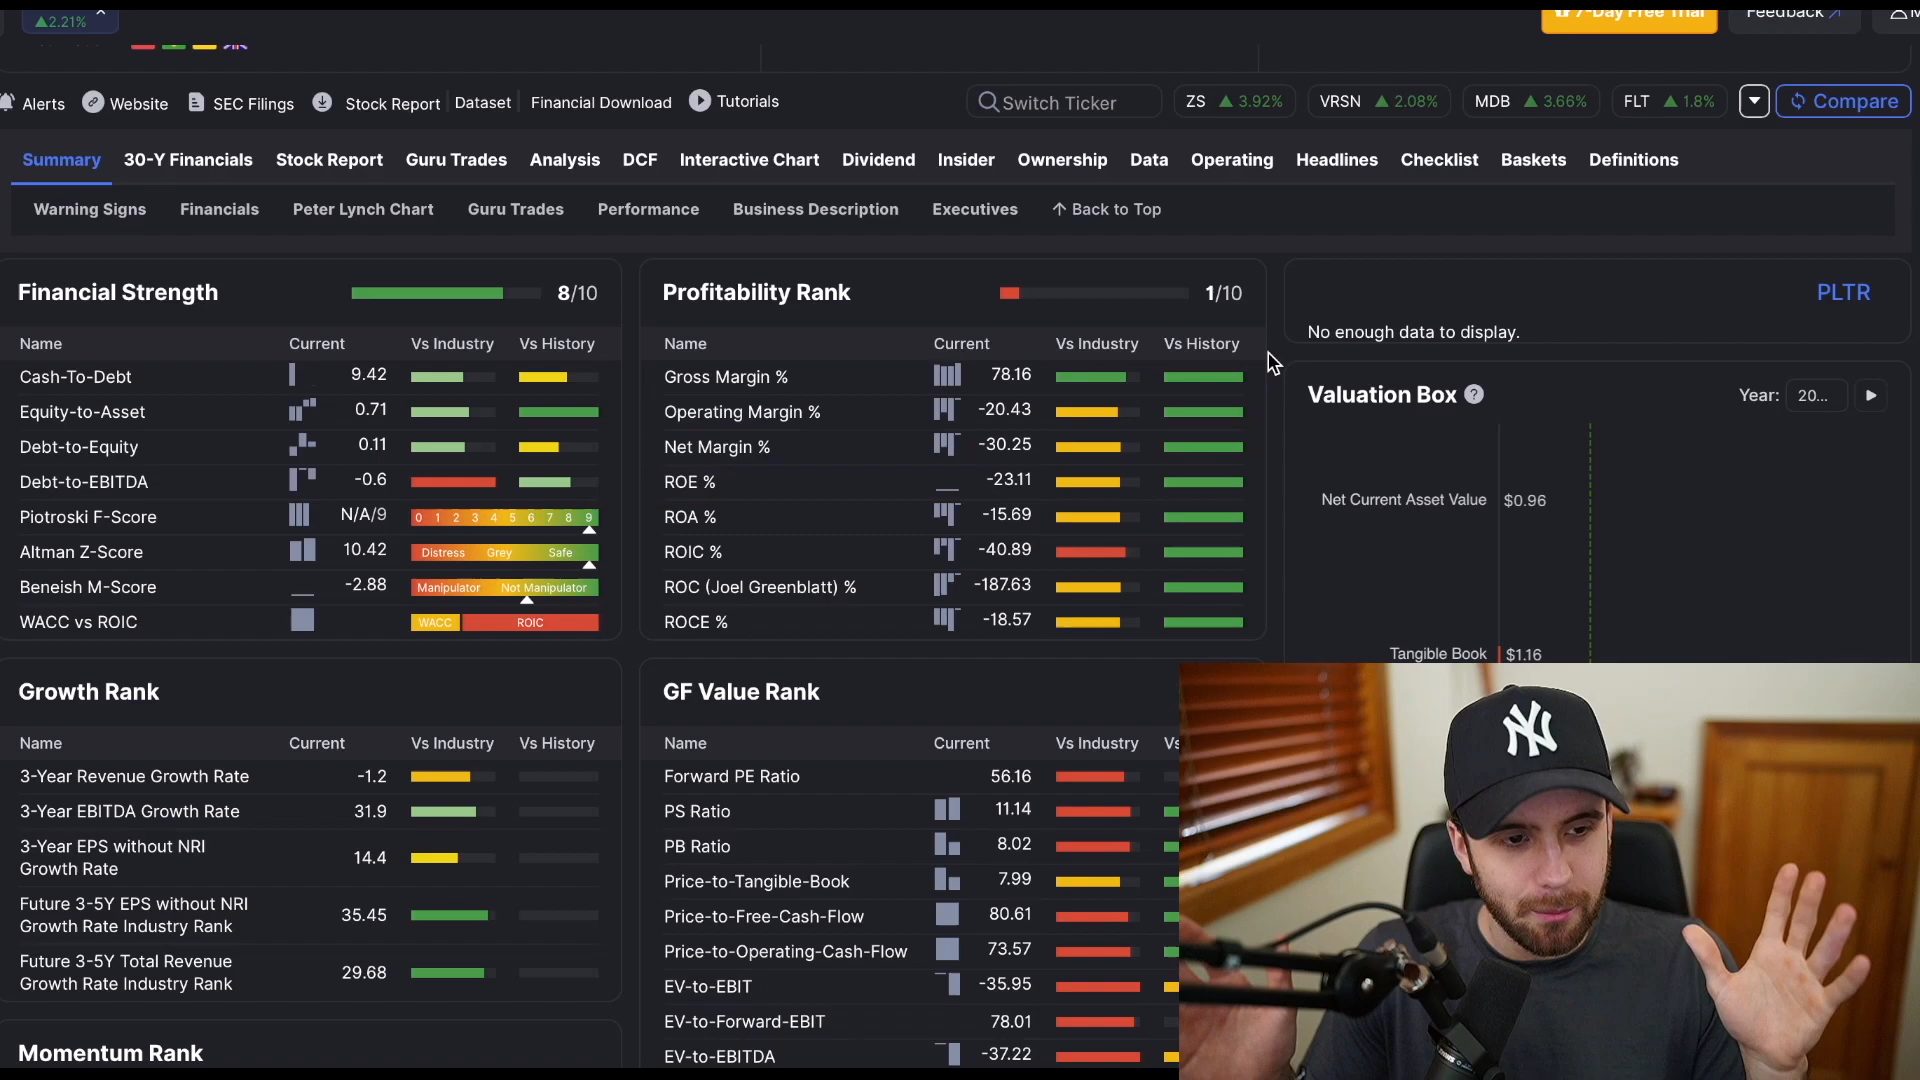 ▲2.21%
7-Day Free Trial
Feedback
Alerts
Website
SEC Filings
Stock Report
Dataset
Financial Download
Tutorials
Switch Ticker
ZS ▲ 3.92%
VRSN ▲ 2.08%
MDB ▲ 3.66%
FLT ▲ 1.8%
Compare
Summary
30-Y Financials
Stock Report
Guru Trades
Analysis
DCF
Interactive Chart
Dividend
Insider
Ownership
Data
Operating
Headlines
Checklist
Baskets
Definitions
Warning Signs
Financials
Peter Lynch Chart
Guru Trades
Performance
Business Description
Executives
↑ Back to Top
Financial Strength 8/10
Name Current Vs Industry Vs History
Cash-To-Debt 9.42
Equity-to-Asset 0.71
Debt-to-Equity 0.11
Debt-to-EBITDA -0.6
Piotroski F-Score N/A/9 0 1 2 3 4 5 6 7 8 9
Altman Z-Score 10.42 Distress Grey Safe
Beneish M-Score -2.88 Manipulator Not Manipulator
WACC vs ROIC WACC ROIC
Profitability Rank 1/10
Name Current Vs Industry Vs History
Gross Margin % 78.16
Operating Margin % -20.43
Net Margin % -30.25
ROE % -23.11
ROA % -15.69
ROIC % -40.89
ROC (Joel Greenblatt) % -187.63
ROCE % -18.57
PLTR
No enough data to display.
Valuation Box ? Year: 20...
Net Current Asset Value $0.96
Tangible Book $1.16
Growth Rank
Name Current Vs Industry Vs History
3-Year Revenue Growth Rate -1.2
3-Year EBITDA Growth Rate 31.9
3-Year EPS without NRI
Growth Rate 14.4
Future 3-5Y EPS without NRI
Growth Rate Industry Rank 35.45
Future 3-5Y Total Revenue
Growth Rate Industry Rank 29.68
Momentum Rank
GF Value Rank
Name Current Vs Industry Vs
Forward PE Ratio 56.16
PS Ratio 11.14
PB Ratio 8.02
Price-to-Tangible-Book 7.99
Price-to-Free-Cash-Flow 80.61
Price-to-Operating-Cash-Flow 73.57
EV-to-EBIT -35.95
EV-to-Forward-EBIT 78.01
EV-to-EBITDA -37.22
NY